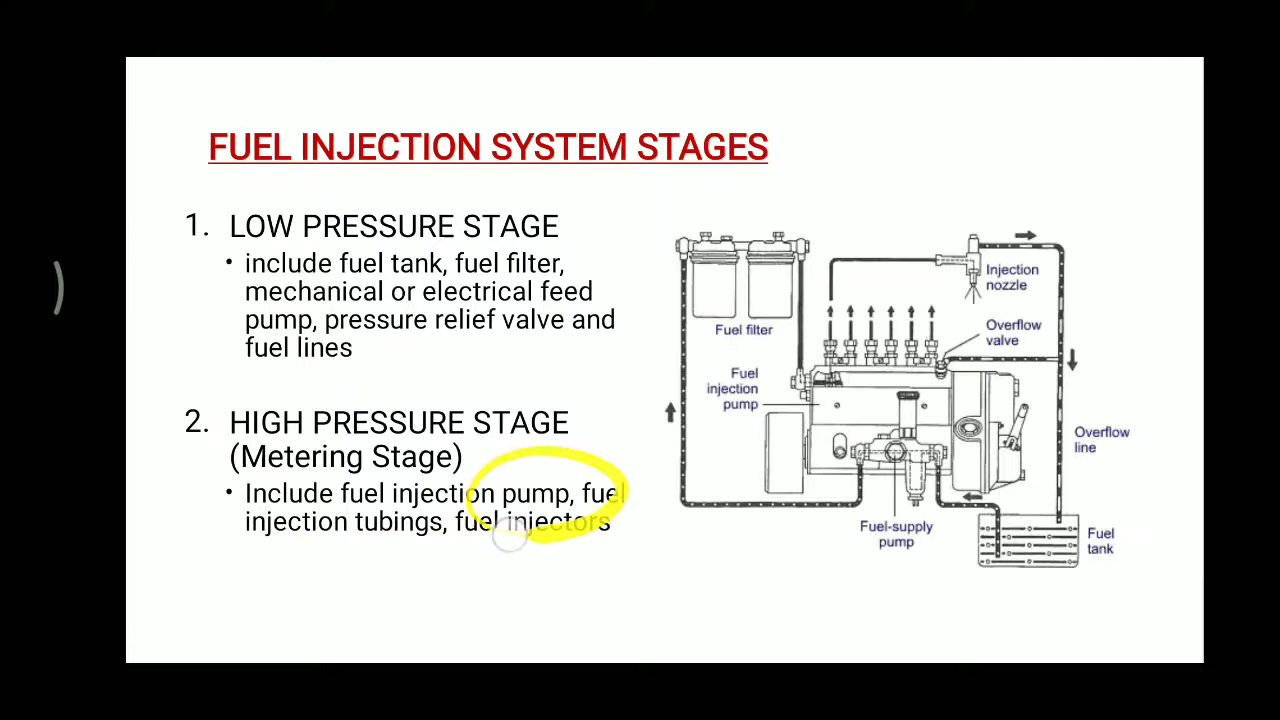 FUEL INJECTION SYSTEM STAGES
1. LOW PRESSURE STAGE
• include fuel tank, fuel filter,
mechanical or electrical feed
pump, pressure relief valve and
fuel lines
2. HIGH PRESSURE STAGE
(Metering Stage)
• Include fuel injection pump, fuel
injection tubings, fuel injectors
Injection
nozzle
Fuel filter
Overflow
valve
Fuel
injection
pump
Overflow
line
Fuel-supply
pump
Fuel
tank